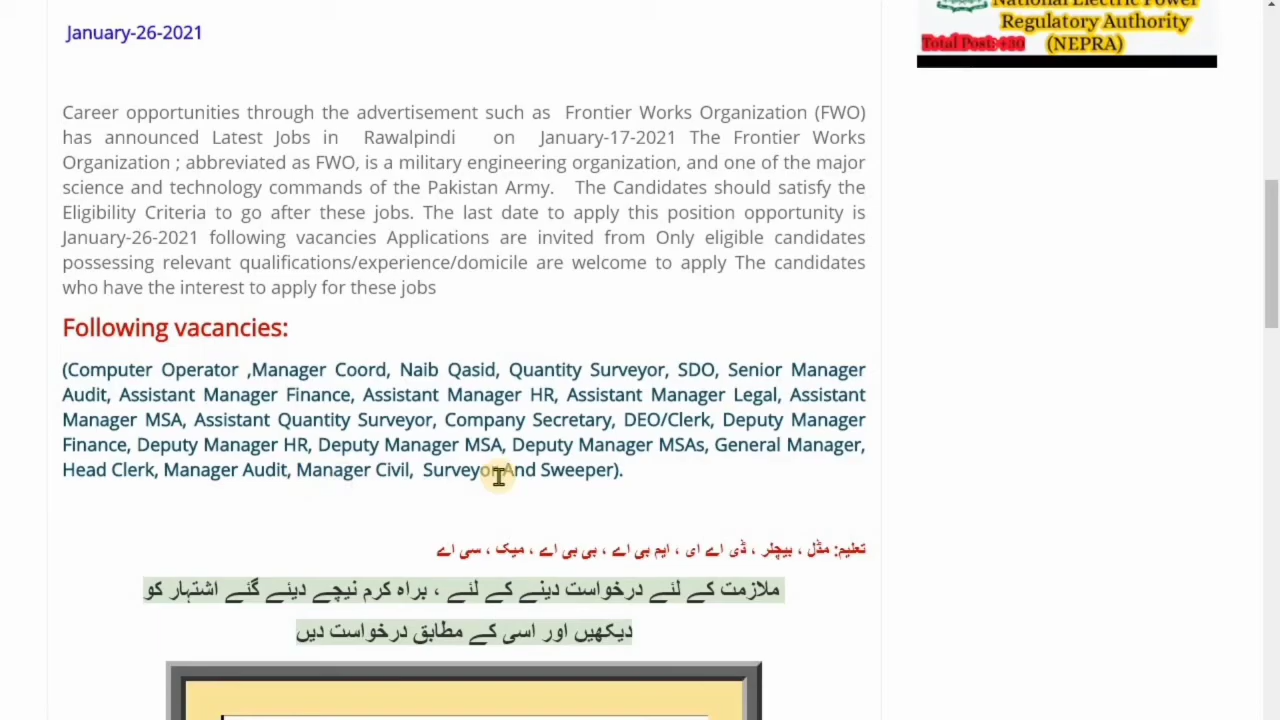 January-26-2021
National Electric Power
Regulatory Authority
Total Post: +30 (NEPRA)
Career opportunities through the advertisement such as Frontier Works Organization (FWO)
has announced Latest Jobs in Rawalpindi on January-17-2021 The Frontier Works
Organization ; abbreviated as FWO, is a military engineering organization, and one of the major
science and technology commands of the Pakistan Army. The Candidates should satisfy the
Eligibility Criteria to go after these jobs. The last date to apply this position opportunity is
January-26-2021 following vacancies Applications are invited from Only eligible candidates
possessing relevant qualifications/experience/domicile are welcome to apply The candidates
who have the interest to apply for these jobs
Following vacancies:
(Computer Operator ,Manager Coord, Naib Qasid, Quantity Surveyor, SDO, Senior Manager
Audit, Assistant Manager Finance, Assistant Manager HR, Assistant Manager Legal, Assistant
Manager MSA, Assistant Quantity Surveyor, Company Secretary, DEO/Clerk, Deputy Manager
Finance, Deputy Manager HR, Deputy Manager MSA, Deputy Manager MSAs, General Manager,
Head Clerk, Manager Audit, Manager Civil, Surveyor And Sweeper).
تعلیم: مڈل ، بیچلر ، ڈی اے ای ، ایم بی اے ، بی بی اے ، میک ، سی اے
ملازمت کے لئے درخواست دینے کے لئے ، براہ کرم نیچے دیئے گئے اشتہار کو
دیکھیں اور اسی کے مطابق درخواست دیں